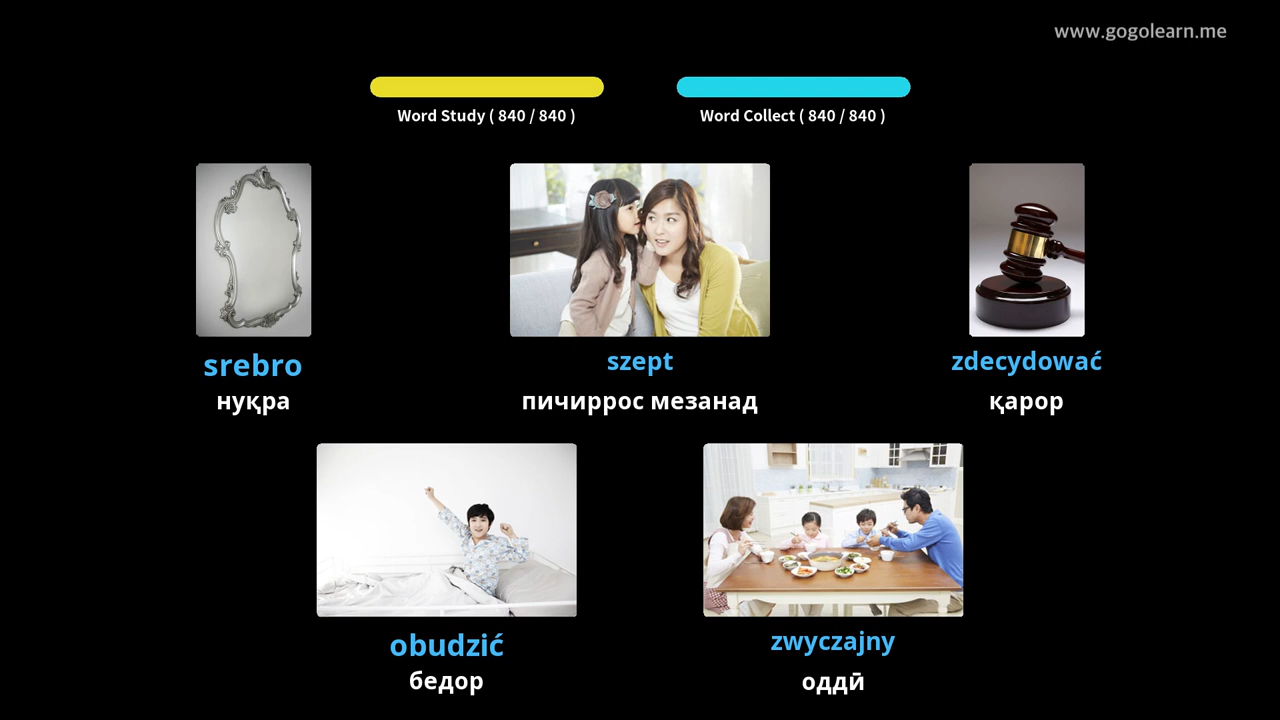 www.gogolearn.me
Word Study ( 840 / 840 )
Word Collect ( 840 / 840 )
srebro
нуқра
szept
пичиррос мезанад
zdecydować
қарор
obudzić
бедор
zwyczajny
оддӣ